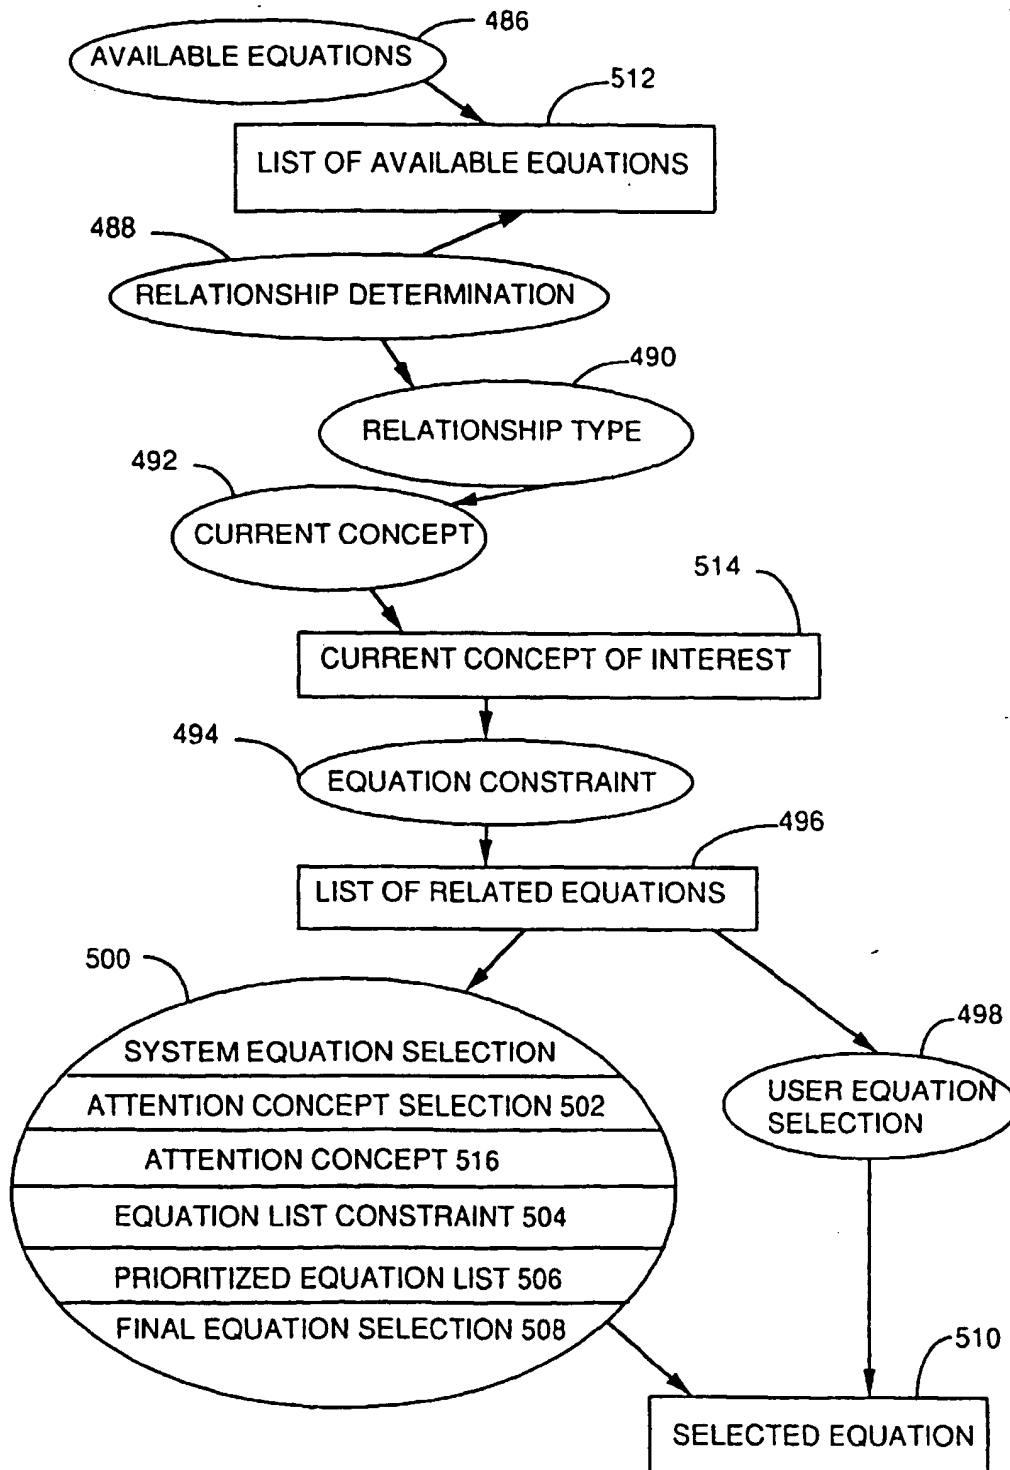 486
AVAILABLE EQUATIONS
512
LIST OF AVAILABLE EQUATIONS
488
RELATIONSHIP DETERMINATION
490
RELATIONSHIP TYPE
492
CURRENT CONCEPT
514
CURRENT CONCEPT OF INTEREST
494
EQUATION CONSTRAINT
496
LIST OF RELATED EQUATIONS
500
SYSTEM EQUATION SELECTION
ATTENTION CONCEPT SELECTION 502
ATTENTION CONCEPT 516
EQUATION LIST CONSTRAINT 504
PRIORITIZED EQUATION LIST 506
FINAL EQUATION SELECTION 508
498
USER EQUATION
SELECTION
510
SELECTED EQUATION